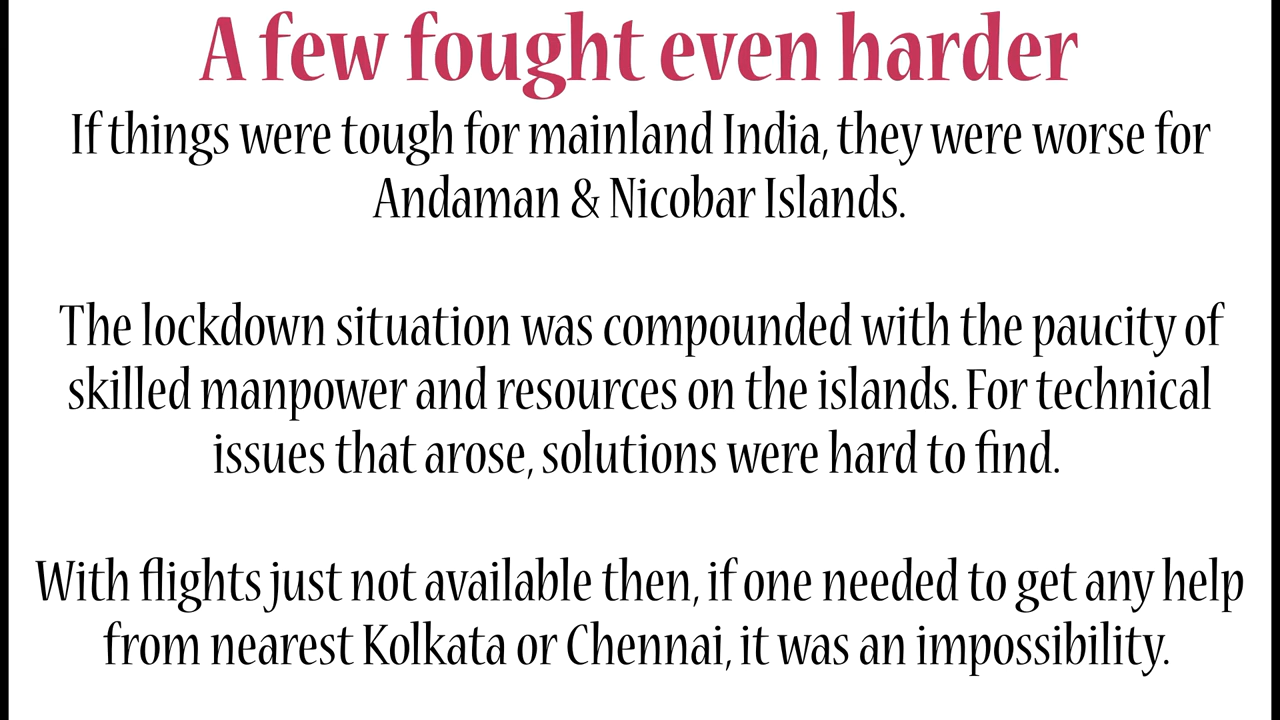 A few fought even harder
If things were tough for mainland India, they were worse for
Andaman & Nicobar Islands.
The lockdown situation was compounded with the paucity of
skilled manpower and resources on the islands. For technical
issues that arose, solutions were hard to find.
With flights just not available then, if one needed to get any help
from nearest Kolkata or Chennai, it was an impossibility.